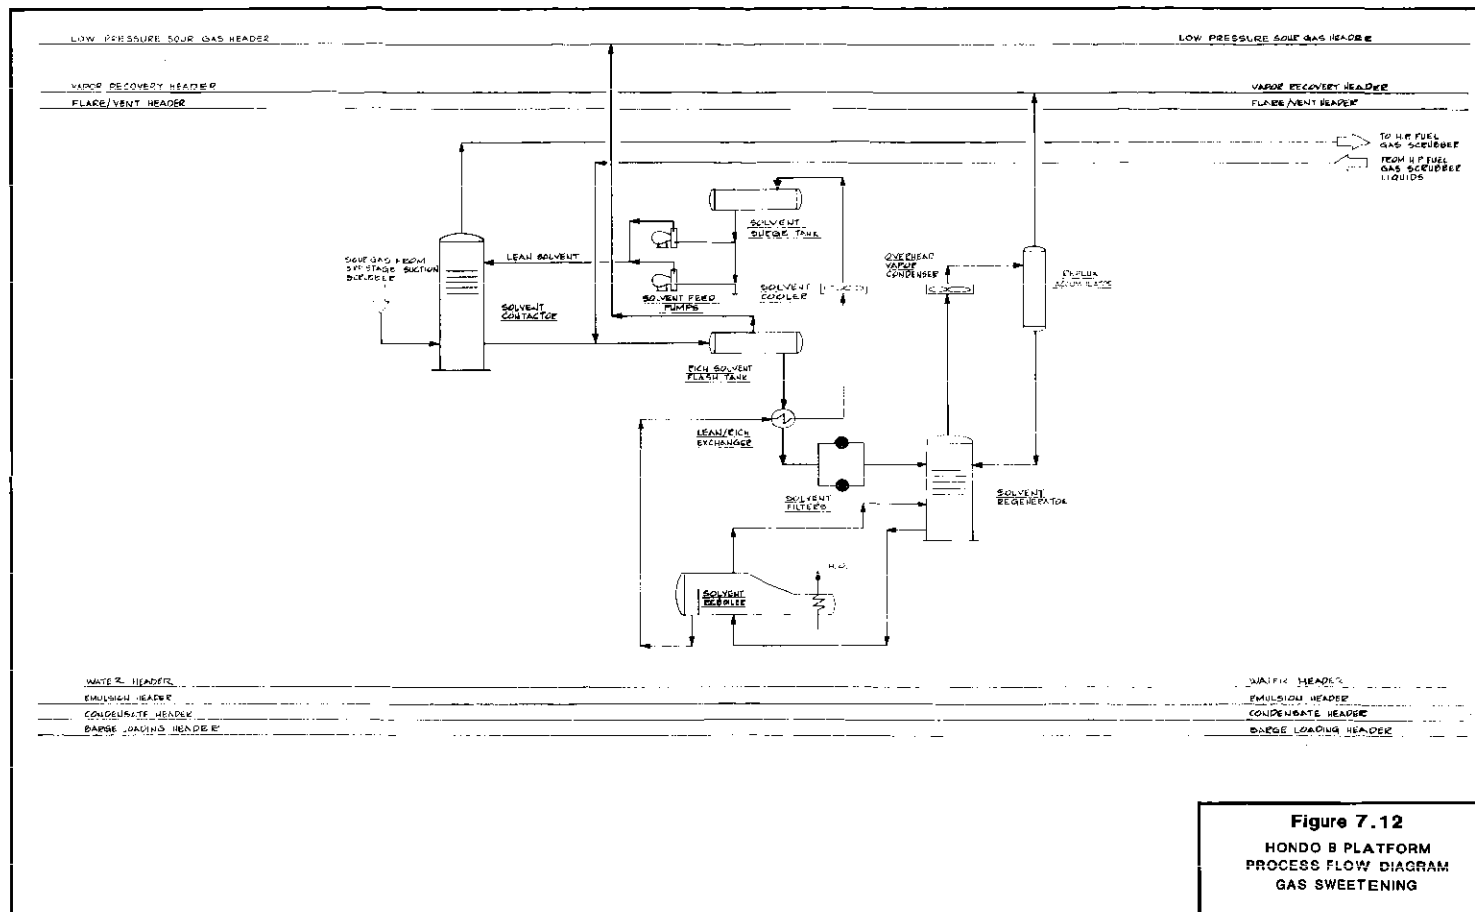 LOW PRESSURE SOUR GAS HEADER
LOW PRESSURE SOUR GAS HEADER
VAPOR RECOVERY HEADER
VAPOR RECOVERY HEADER
FLARE/VENT HEADER
FLARE/VENT HEADER
TO H.P. FUEL
GAS SCRUBBER
FROM H P FUEL
GAS SCRUBBER
LIQUIDS
SOLVENT
SURGE TANK
SOUR GAS FROM
STAGE SUCTION
SCRUBBER
LEAN SOLVENT
OVERHEAD
VAPOR
CONDENSER
REFLUX
ACCUMULATOR
SOLVENT
COOLER
SOLVENT FEED
PUMPS
SOLVENT
CONTACTOR
RICH SOLVENT
FLASH TANK
LEAN/RICH
EXCHANGER
SOLVENT
FILTERS
SOLVENT
REGENERATOR
SOLVENT
REBOILER
WATER HEADER
WATER HEADER
EMULSION HEADER
EMULSION HEADER
CONDENSATE HEADER
CONDENSATE HEADER
BARGE LOADING HEADER
BARGE LOADING HEADER
Figure 7.12
HONDO B PLATFORM
PROCESS FLOW DIAGRAM
GAS SWEETENING